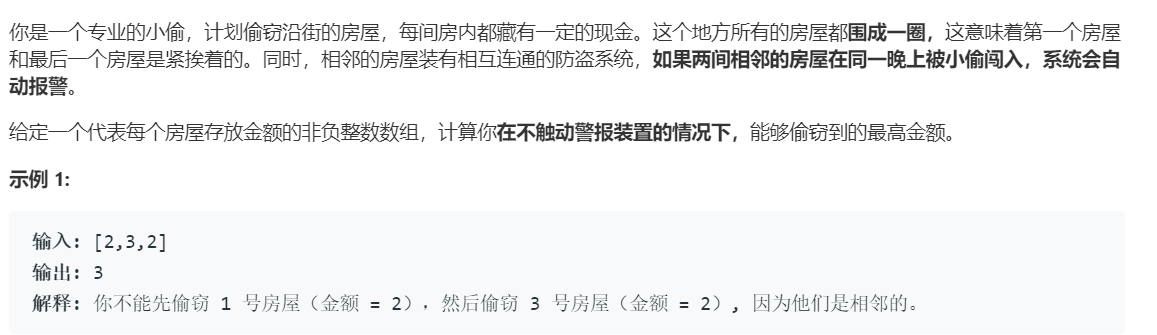 你是一个专业的小偷，计划偷窃沿街的房屋，每间房内都藏有一定的现金。这个地方所有的房屋都围成一圈，这意味着第一个房屋
和最后一个房屋是紧挨着的。同时，相邻的房屋装有相互连通的防盗系统，如果两间相邻的房屋在同一晚上被小偷闯入，系统会自
动报警。
给定一个代表每个房屋存放金额的非负整数数组，计算你在不触动警报装置的情况下，能够偷窃到的最高金额。
示例 1:
输入: [2,3,2]
输出: 3
解释: 你不能先偷窃 1 号房屋（金额 = 2），然后偷窃 3 号房屋（金额 = 2）, 因为他们是相邻的。